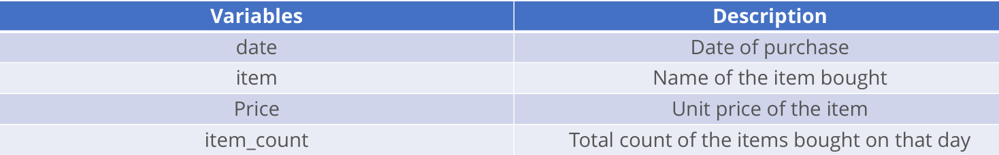 Variables Description
date Date of purchase
item Name of the item bought
Price Unit price of the item
item_count Total count of the items bought on that day